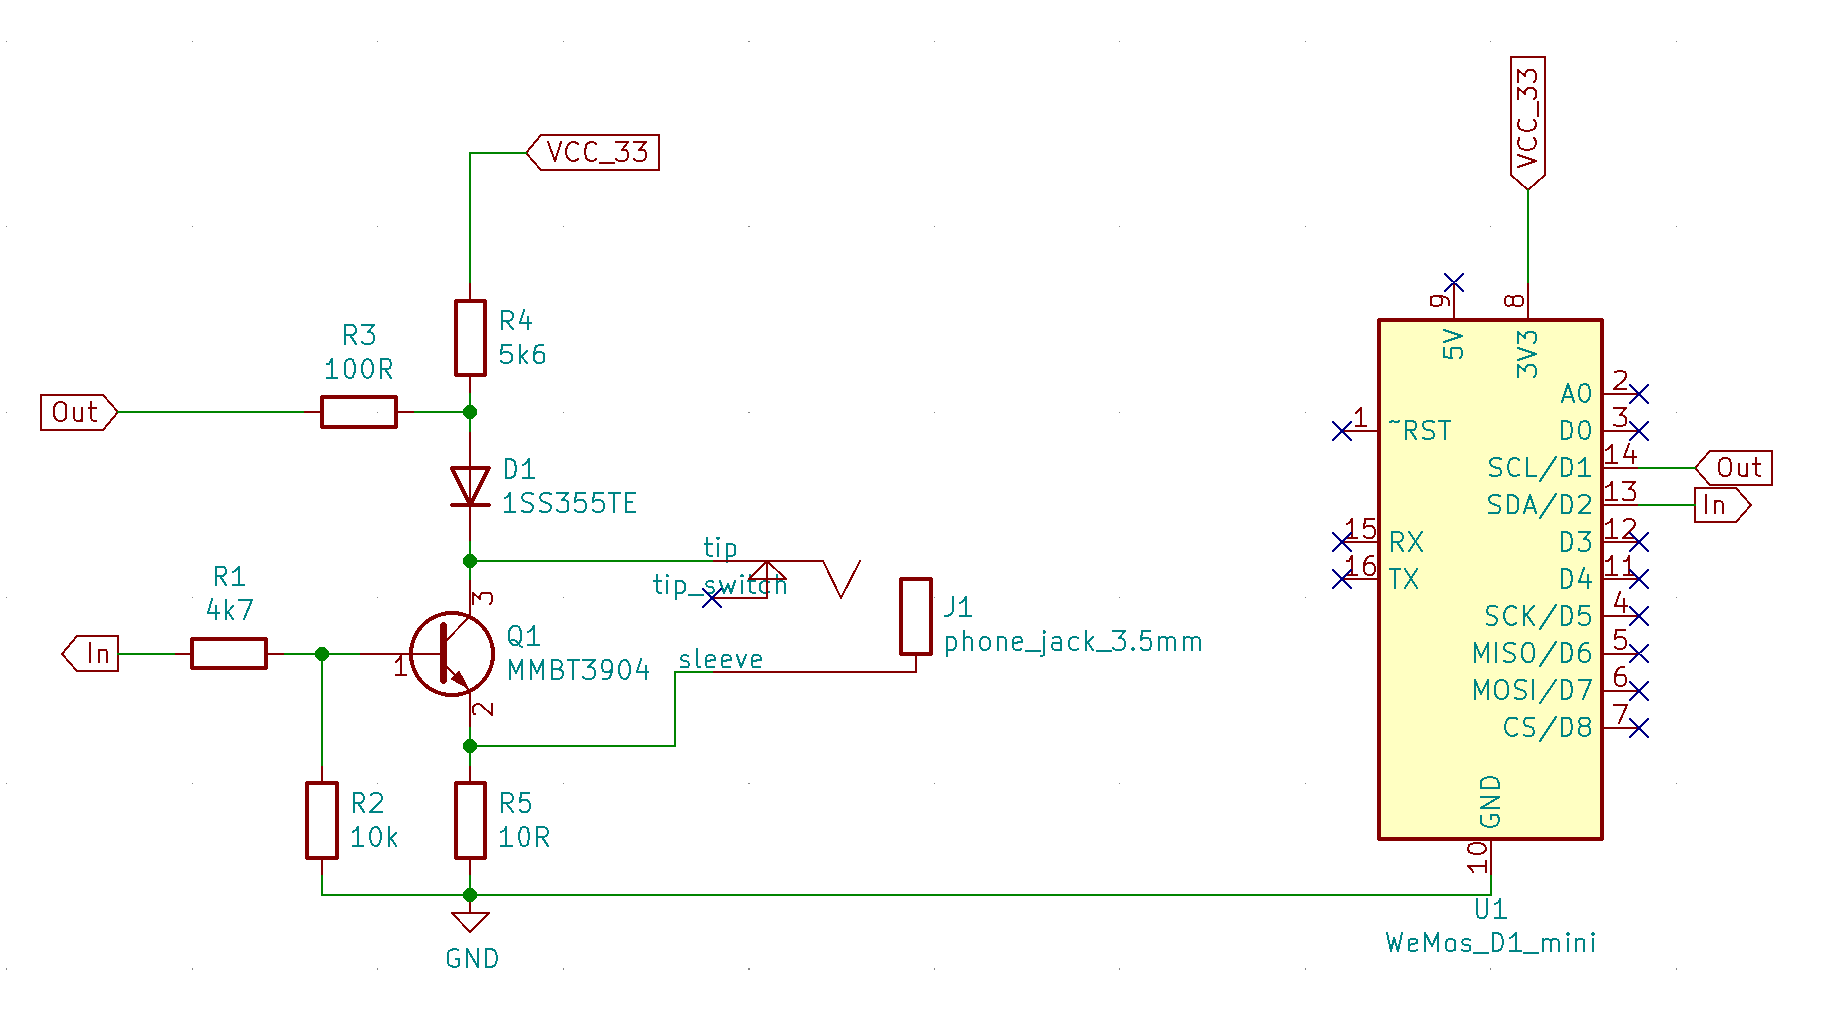 VCC_33
R4
5k6
R3
100R
Out
D1
1SS355TE
tip
tip_switch
R1
4k7
In
1
3
2
Q1
MMBT3904
sleeve
J1
phone_jack_3.5mm
R2
10k
R5
10R
GND
VCC_33
9
8
5V
3V3
A0
2
1
~RST
D0
3
SCL/D1
14
Out
SDA/D2
13
In
15
RX
D3
12
16
TX
D4
11
SCK/D5
4
MISO/D6
5
MOSI/D7
6
CS/D8
7
GND
10
U1
WeMos_D1_mini